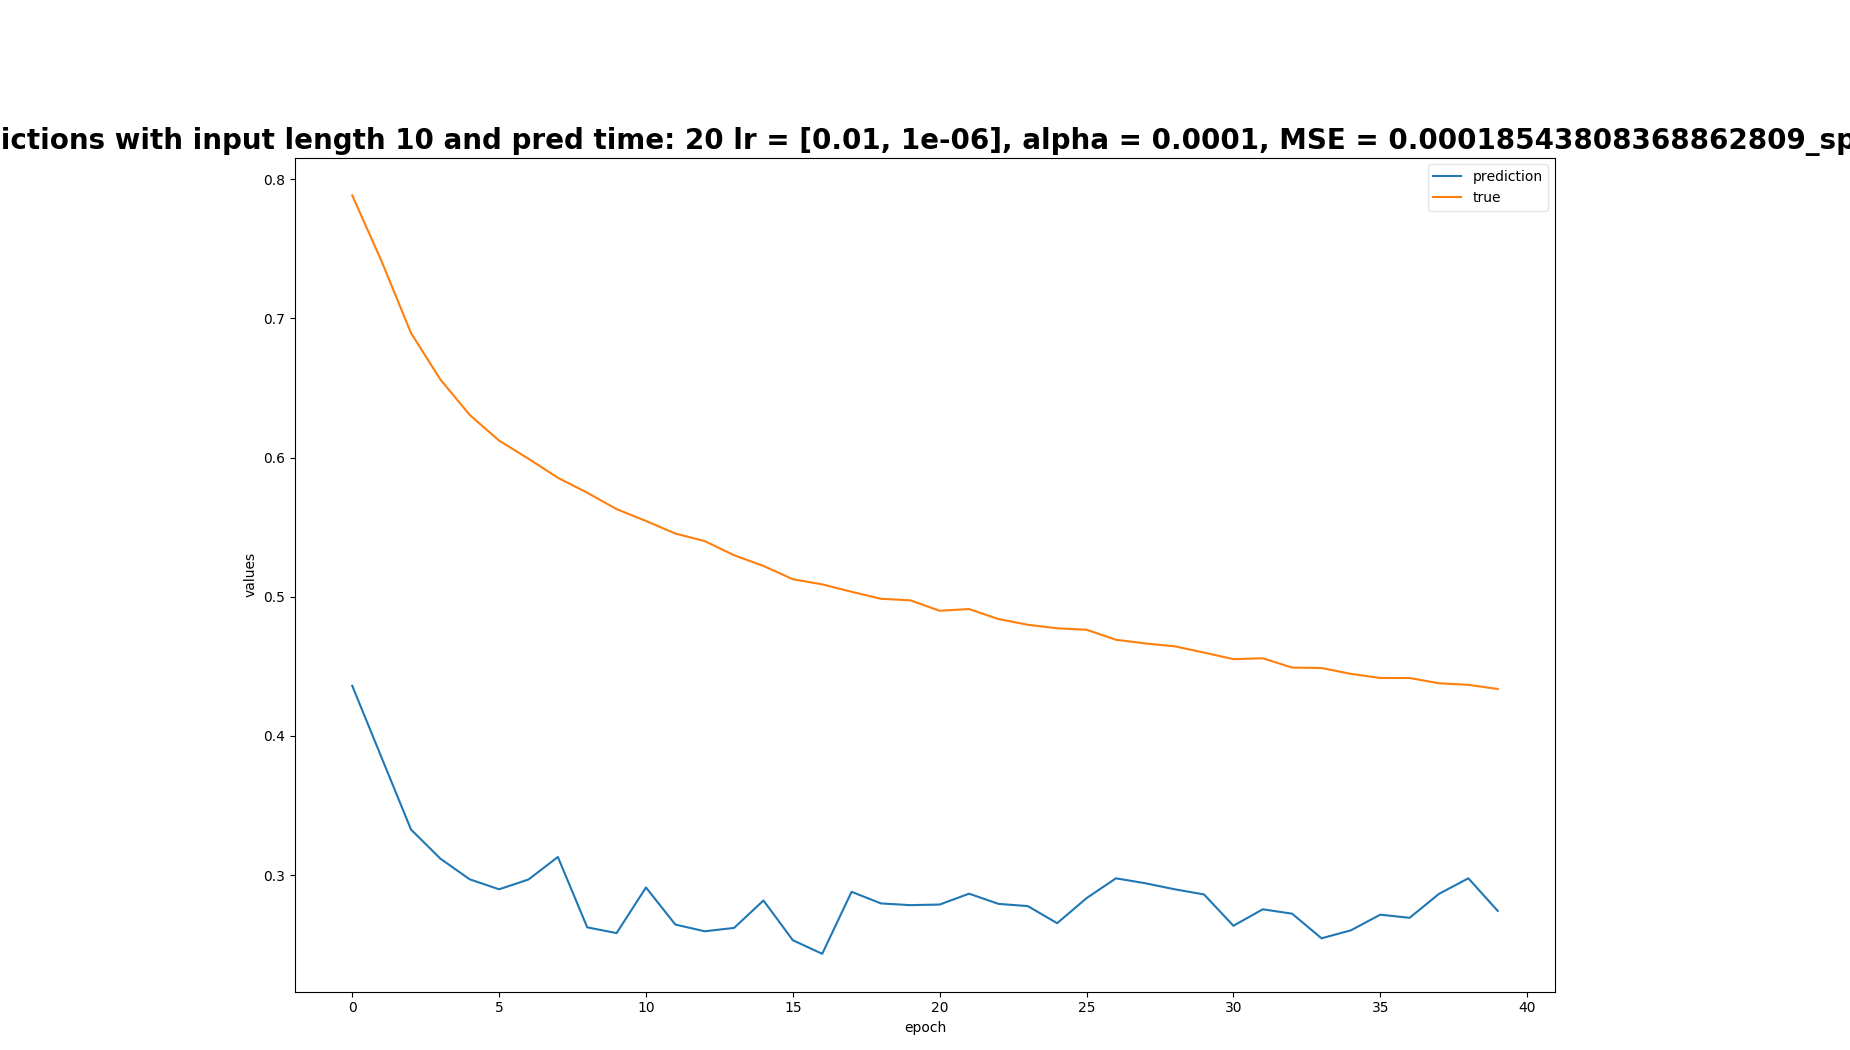 ictions with input length 10 and pred time: 20 lr = [0.01, 1e-06], alpha = 0.0001, MSE = 0.00018543808368862809_sp
prediction
true
0.8
0.7
0.6
0.5
0.4
0.3
values
0 5 10 15 20 25 30 35 40
epoch